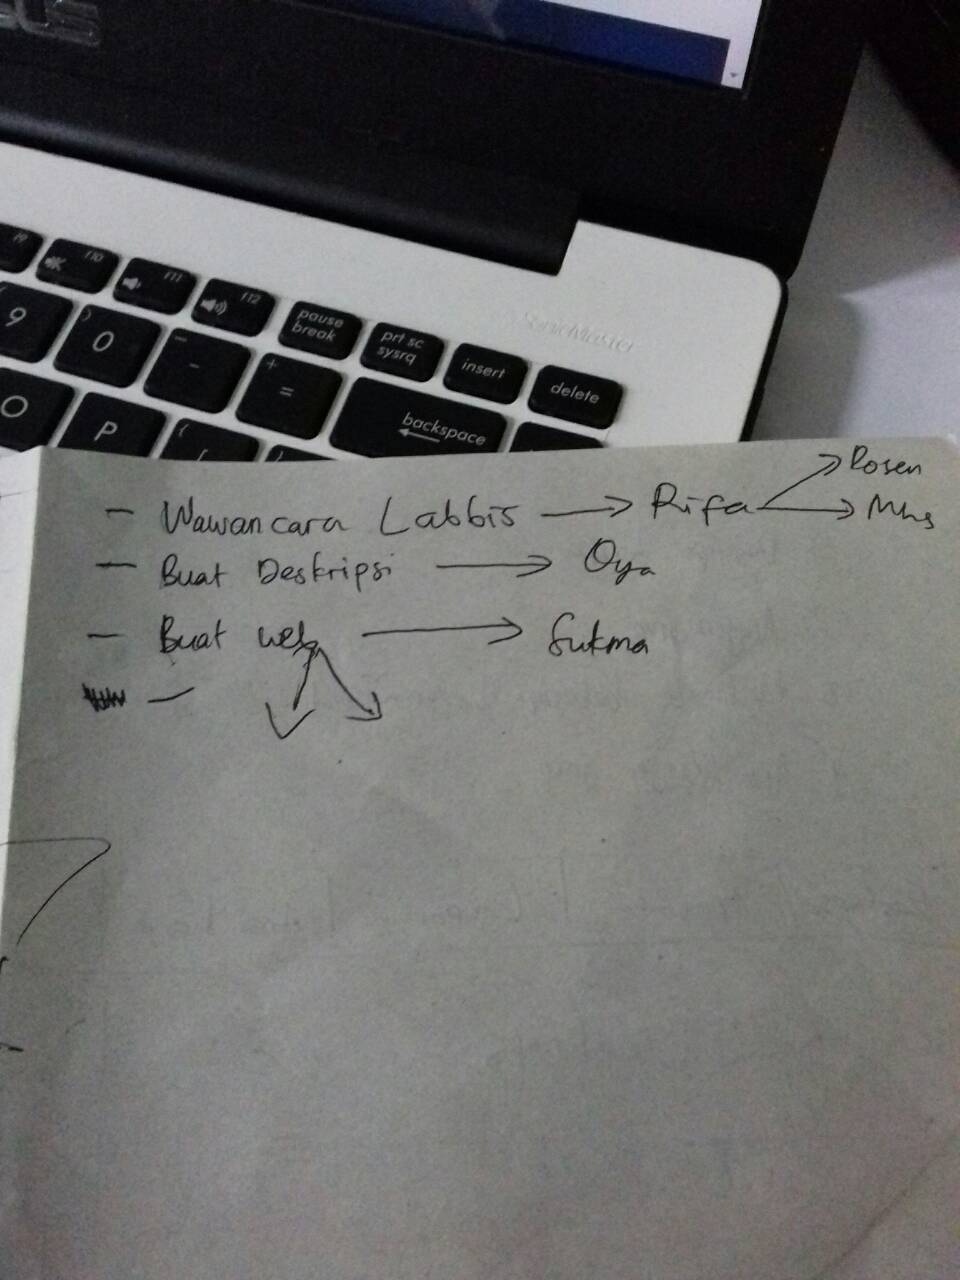 f9 f10 f11 f12
pause break
prt sc sysrq
insert
delete
9 ) 0 - + =
backspace
O P {
SonicMaster
- Wawancara Labbis → Rifa → Dosen
→ Mhs
- Buat Deskripsi → Oya
- Buat web → Sukma
-